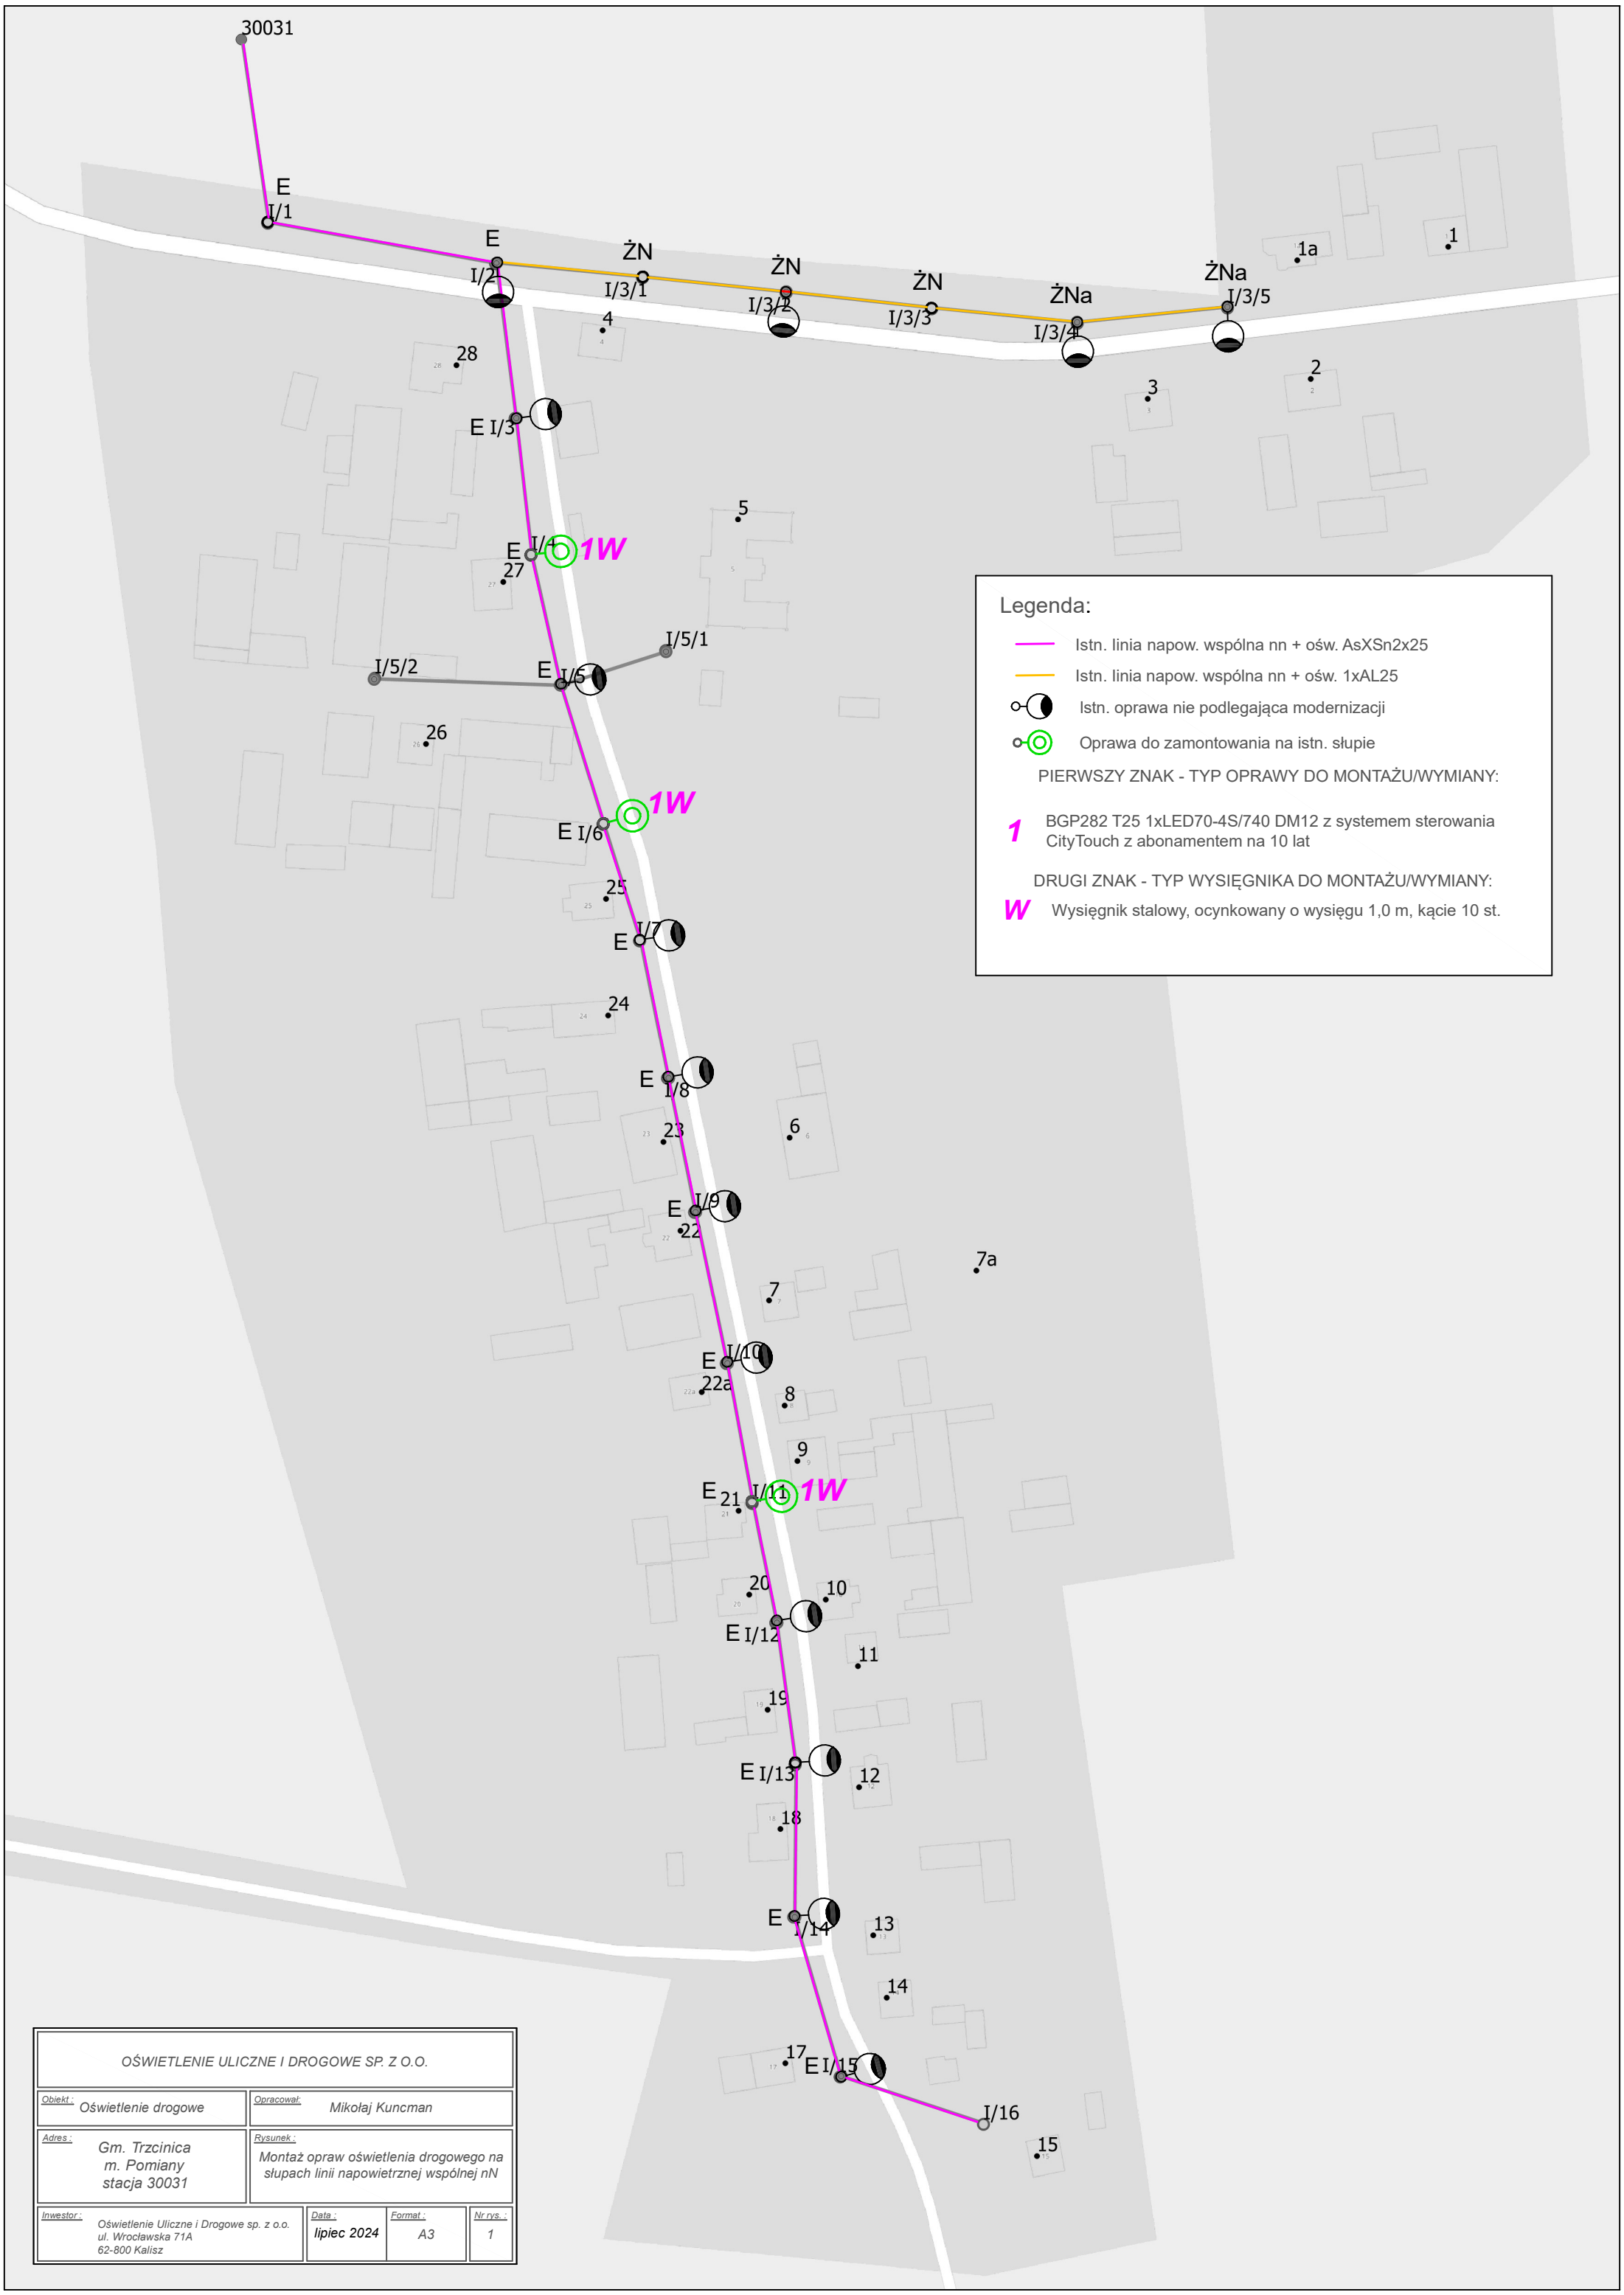 30031
E
I/1
E
I/2
ŻN
I/3/1
ŻN
I/3/2
ŻN
I/3/3
ŻNa
I/3/4
ŻNa
I/3/5
1a
1
4
28
3
2
E I/3
5
E I/4 1W
27
I/5/1
I/5/2
E I/5
26
1W
E I/6
25
I/7
E
24
E
I/8
23
6
E I/9
22
7a
7
E I/10
22a
8
9
E I/11 1W
21
20
10
E I/12
11
19
E I/13
12
18
E
I/14
13
14
17
E I/15
I/16
15
Legenda:
Istn. linia napow. wspólna nn + ośw. AsXSn2x25
Istn. linia napow. wspólna nn + ośw. 1xAL25
Istn. oprawa nie podlegająca modernizacji
Oprawa do zamontowania na istn. słupie
PIERWSZY ZNAK - TYP OPRAWY DO MONTAŻU/WYMIANY:
1 BGP282 T25 1xLED70-4S/740 DM12 z systemem sterowania
CityTouch z abonamentem na 10 lat
DRUGI ZNAK - TYP WYSIĘGNIKA DO MONTAŻU/WYMIANY:
W Wysięgnik stalowy, ocynkowany o wysięgu 1,0 m, kącie 10 st.
OŚWIETLENIE ULICZNE I DROGOWE SP. Z O.O.
Obiekt : Oświetlenie drogowe
Opracował: Mikołaj Kuncman
Adres :
Gm. Trzcinica
m. Pomiany
stacja 30031
Rysunek :
Montaż opraw oświetlenia drogowego na
słupach linii napowietrznej wspólnej nN
Inwestor :
Oświetlenie Uliczne i Drogowe sp. z o.o.
ul. Wrocławska 71A
62-800 Kalisz
Data :
lipiec 2024
Format :
A3
Nr rys. :
1